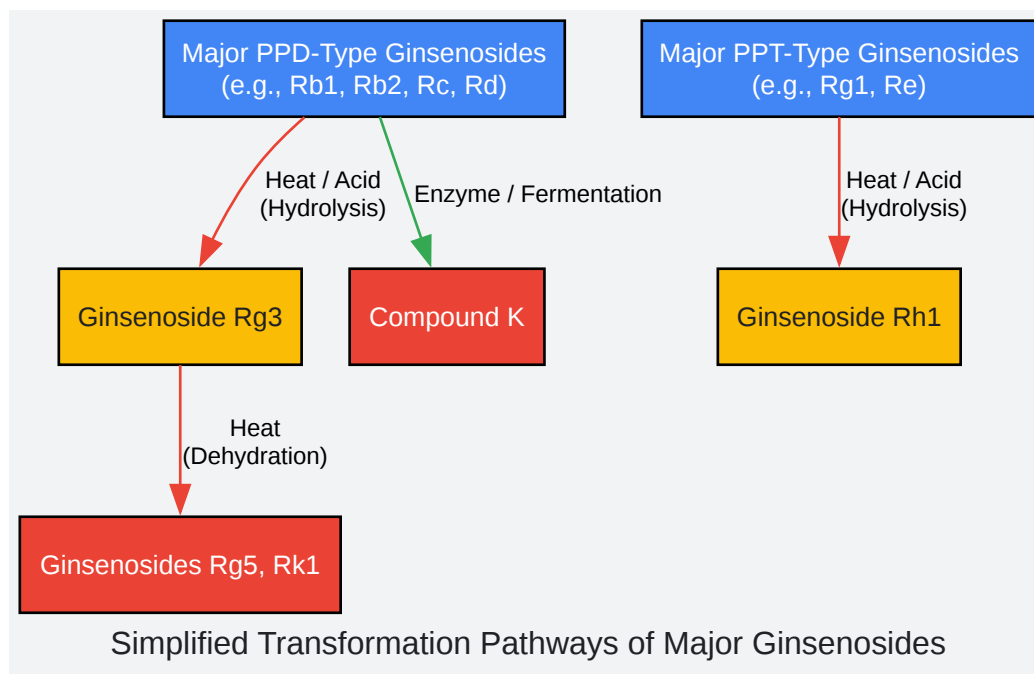 Major PPD-Type Ginsenosides
(e.g., Rb1, Rb2, Rc, Rd)
Major PPT-Type Ginsenosides
(e.g., Rg1, Re)
Heat / Acid
(Hydrolysis)
Enzyme / Fermentation
Heat / Acid
(Hydrolysis)
Ginsenoside Rg3
Compound K
Ginsenoside Rh1
Heat
(Dehydration)
Ginsenosides Rg5, Rk1
Simplified Transformation Pathways of Major Ginsenosides